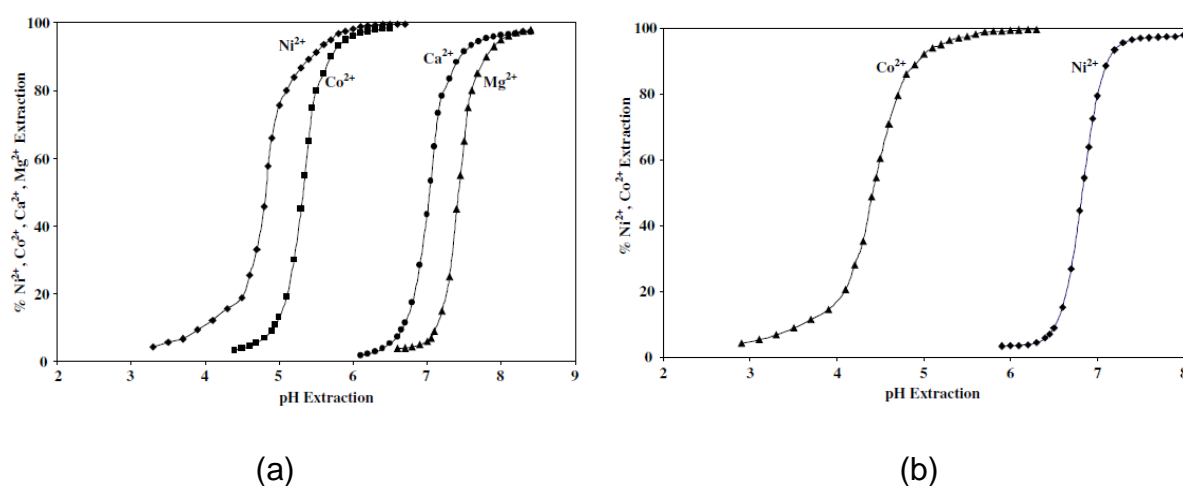 % Ni²⁺, Co²⁺, Ca²⁺, Mg²⁺ Extraction
100
80
60
40
20
0
Ni²⁺
Co²⁺
Ca²⁺
Mg²⁺
2 3 4 5 6 7 8 9
pH Extraction
(a)
% Ni²⁺, Co²⁺ Extraction
100
80
60
40
20
0
Co²⁺
Ni²⁺
2 3 4 5 6 7 8
pH Extraction
(b)